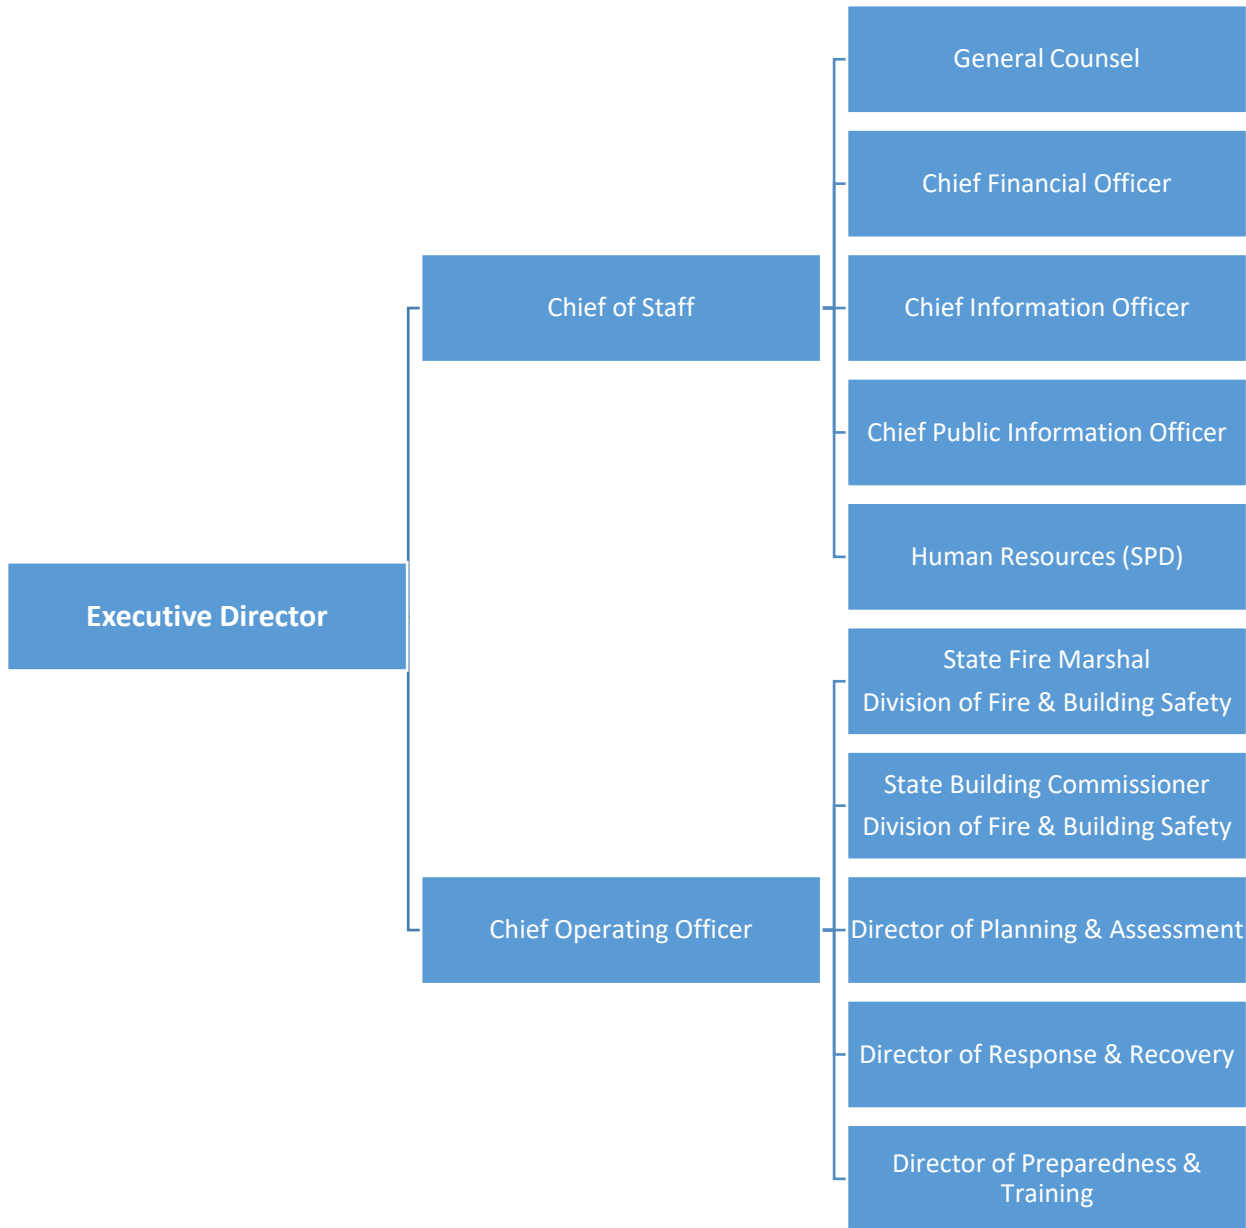 General Counsel
Chief Financial Officer
Chief of Staff
Chief Information Officer
Chief Public Information Officer
Human Resources (SPD)
Executive Director
State Fire Marshal
Division of Fire & Building Safety
State Building Commissioner
Division of Fire & Building Safety
Chief Operating Officer
Director of Planning & Assessment
Director of Response & Recovery
Director of Preparedness &
Training